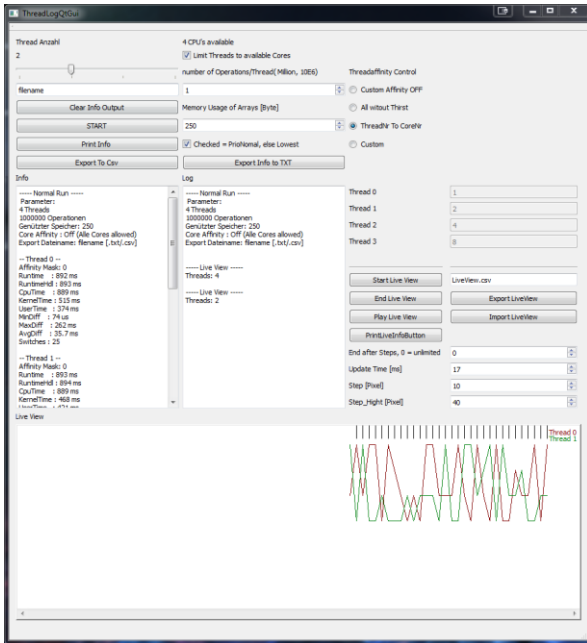 ThreadLogQtGui
Thread Anzahl
4 CPU's available
2
Limit Threads to available Cores
number of Operations/Thread(Million, 10E6)
Threadaffinity Control
filename
1
Custom Affinity OFF
Clear Info Output
Memory Usage of Arrays [Byte]
All witout Thirst
START
250
ThreadNr To CoreNr
Print Info
Checked = PrioNomal, else Lowest
Custom
Export To Csv
Export Info to TXT
Info
Log
----- Normal Run -----
Parameter:
4 Threads
1000000 Operationen
Genützter Speicher: 250
Core Affinity : Off (Alle Cores allowed)
Export Dateiname: filename [.txt/.csv]
-- Thread 0 --
Affinity Mask: 0
Runtime : 892 ms
RuntimeHdl : 893 ms
CpuTime : 889 ms
KernelTime : 515 ms
UserTime : 374 ms
MinDiff : 74 us
MaxDiff : 262 ms
AvgDiff : 35.7 ms
Switches : 25
-- Thread 1 --
Affinity Mask: 0
Runtime : 893 ms
RuntimeHdl : 894 ms
CpuTime : 889 ms
KernelTime : 468 ms
UserTime : 421 ms
----- Normal Run -----
Parameter:
4 Threads
1000000 Operationen
Genützter Speicher: 250
Core Affinity : Off (Alle Cores allowed)
Export Dateiname: filename [.txt/.csv]
----- Live View -----
Threads: 4
----- Live View -----
Threads: 2
Thread 0
1
Thread 1
2
Thread 2
4
Thread 3
8
Start Live View
LiveView.csv
End Live View
Export LiveView
Play Live View
Import LiveView
PrintLiveInfoButton
End after Steps, 0 = unlimited
0
Update Time [ms]
17
Step [Pixel]
10
Step_Hight [Pixel]
40
Live View
Thread 0
Thread 1